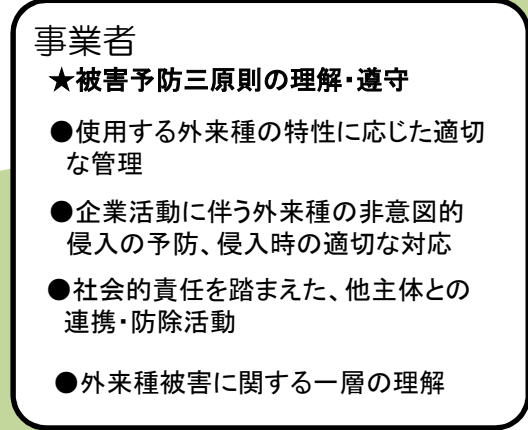 事業者
★被害予防三原則の理解・遵守
●使用する外来種の特性に応じた適切
な管理
●企業活動に伴う外来種の非意図的
侵入の予防、侵入時の適切な対応
●社会的責任を踏まえた、他主体との
連携・防除活動
●外来種被害に関する一層の理解